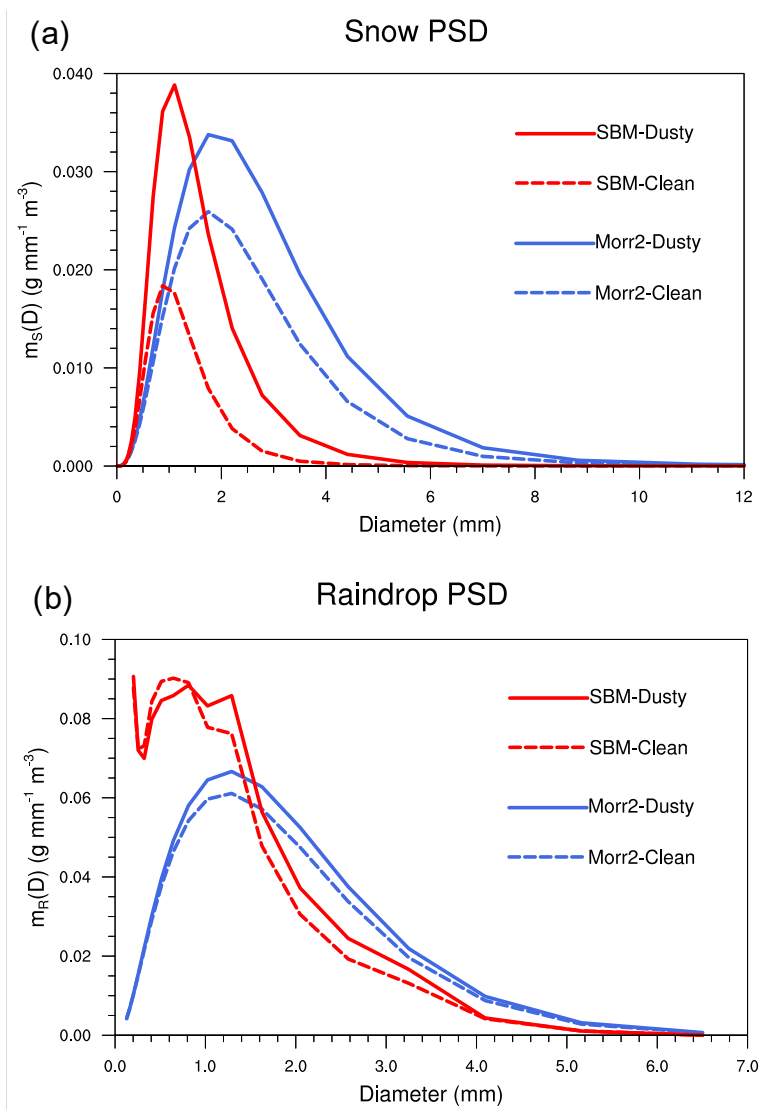 (a) Snow PSD
0.040
0.030
0.020
0.010
0.000
m_S(D) (g mm⁻¹ m⁻³)
SBM-Dusty
SBM-Clean
Morr2-Dusty
Morr2-Clean
0 2 4 6 8 10 12
Diameter (mm)
(b) Raindrop PSD
0.10
0.08
0.06
0.04
0.02
0.00
m_R(D) (g mm⁻¹ m⁻³)
SBM-Dusty
SBM-Clean
Morr2-Dusty
Morr2-Clean
0.0 1.0 2.0 3.0 4.0 5.0 6.0 7.0
Diameter (mm)